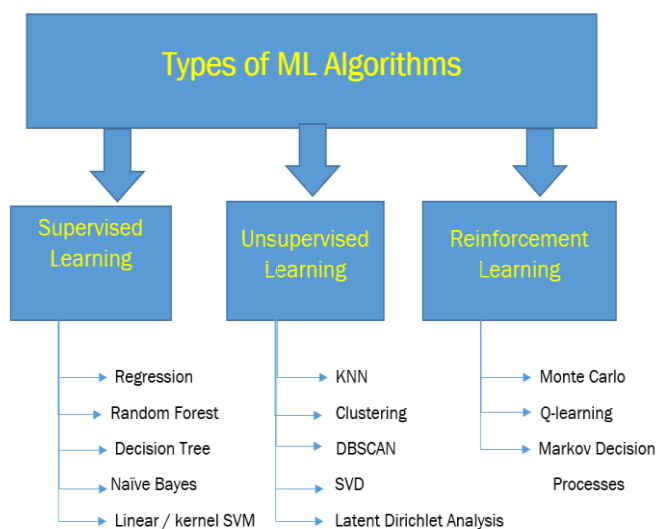 Types of ML Algorithms
Supervised
Learning
Unsupervised
Learning
Reinforcement
Learning
Regression
Random Forest
Decision Tree
Naïve Bayes
Linear / kernel SVM
KNN
Clustering
DBSCAN
SVD
Latent Dirichlet Analysis
Monte Carlo
Q-learning
Markov Decision
Processes